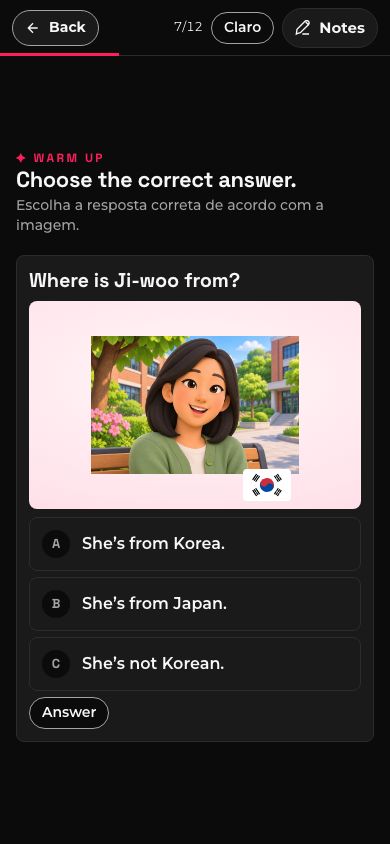 Back
7/12
Claro
Notes
WARM UP
Choose the correct answer.
Escolha a resposta correta de acordo com a
imagem.
Where is Ji-woo from?
A
She’s from Korea.
B
She’s from Japan.
C
She’s not Korean.
Answer